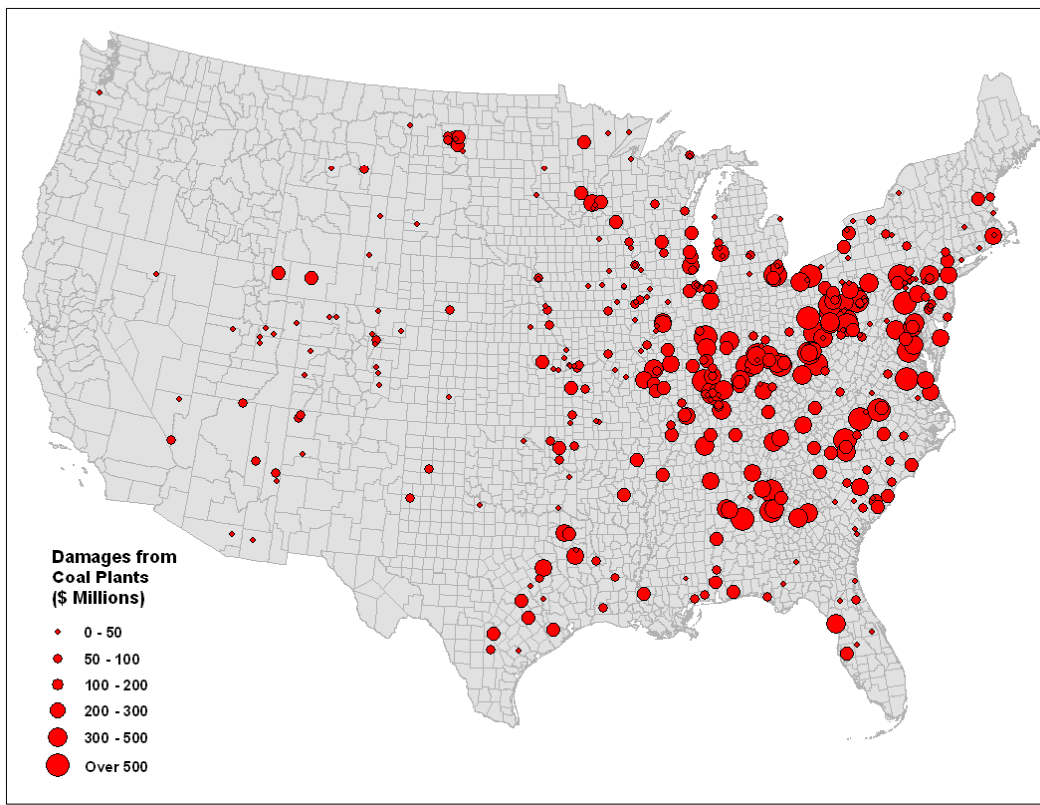 Damages from
Coal Plants
($ Millions)
0 - 50
50 - 100
100 - 200
200 - 300
300 - 500
Over 500